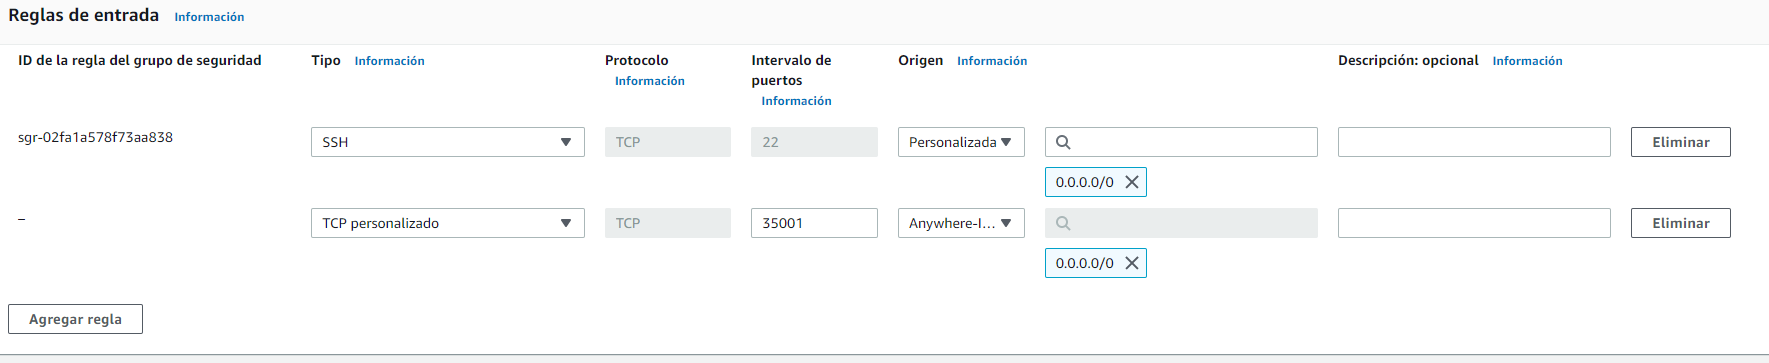 Reglas de entrada Información
ID de la regla del grupo de seguridad Tipo Información Protocolo Información Intervalo de puertos Información Origen Información Descripción: opcional Información
sgr-02fa1a578f73aa838 SSH TCP 22 Personalizada Eliminar
0.0.0.0/0
– TCP personalizado TCP 35001 Anywhere-I... Eliminar
0.0.0.0/0
Agregar regla